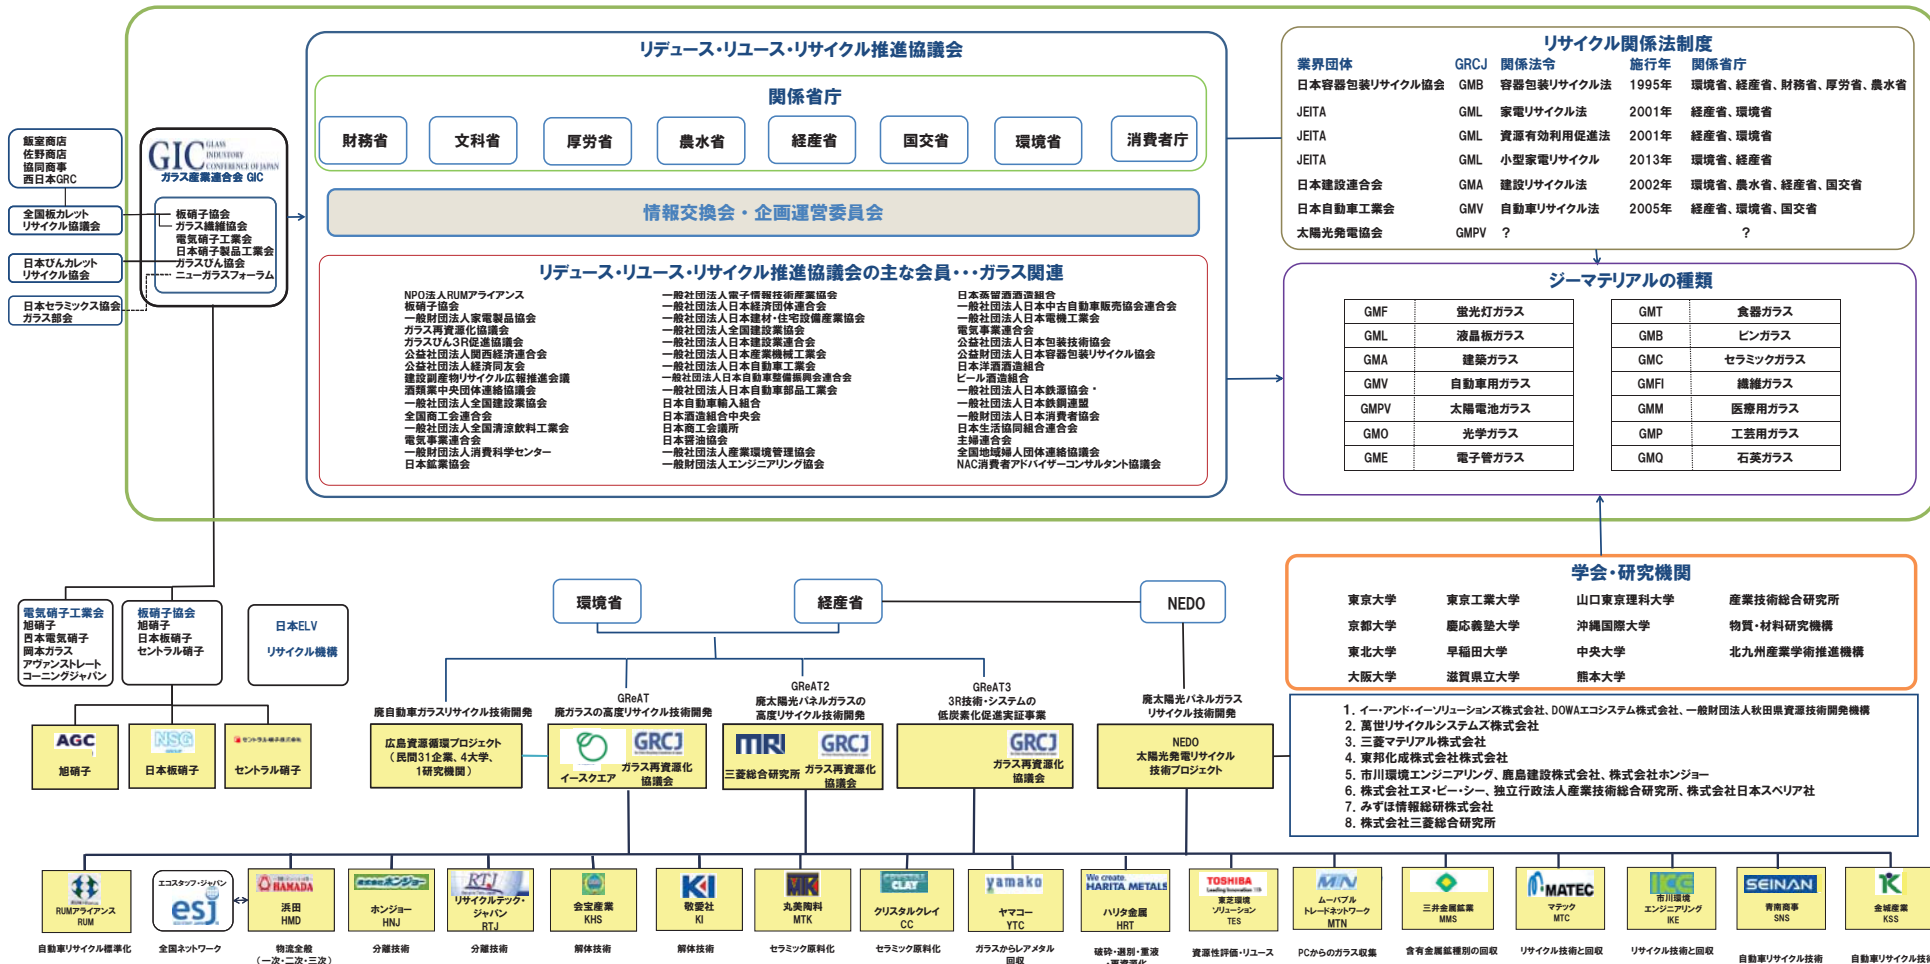 リデュース・リユース・リサイクル推進協議会
関係省庁
財務省
文科省
厚労省
農水省
経産省
国交省
環境省
消費者庁
情報交換会・企画運営委員会
リデュース・リユース・リサイクル推進協議会の主な会員・・・ガラス関連
NPO法人RUMアライアンス
板硝子協会
一般財団法人家電製品協会
ガラス再資源化協議会
ガラスびん3R促進協議会
公益社団法人関西経済連合会
公益社団法人経済同友会
建設副産物リサイクル広報推進会議
酒類業中央団体連絡協議会
一般社団法人全国建設業協会
全国商工会連合会
一般社団法人全国清涼飲料工業会
電気事業連合会
一般財団法人消費科学センター
日本鉱業協会
一般社団法人電子情報技術産業協会
一般社団法人日本経済団体連合会
一般社団法人日本建材・住宅設備産業協会
一般社団法人全国建設業協会
一般社団法人日本建設業連合会
一般社団法人日本産業機械工業会
一般社団法人日本自動車工業会
一般社団法人日本自動車整備振興会連合会
一般社団法人日本自動車部品工業会
日本自動車輸入組合
日本酒造組合中央会
日本商工会議所
日本醤油協会
一般社団法人産業環境管理協会
一般財団法人エンジニアリング協会
日本蒸留酒酒造組合
一般社団法人日本中古自動車販売協会連合会
一般社団法人日本電機工業会
電気事業連合会
公益社団法人日本包装技術協会
公益財団法人日本容器包装リサイクル協会
日本洋酒酒造組合
ビール酒造組合
一般社団法人日本鉄源協会・
一般社団法人日本鉄鋼連盟
一般財団法人日本消費者協会
日本生活協同組合連合会
主婦連合会
全国地域婦人団体連絡協議会
NAC消費者アドバイザーコンサルタント協議会
飯室商店
佐野商店
協同商事
西日本GRC
全国板カレット
リサイクル協議会
日本びんカレット
リサイクル協会
日本セラミックス協会
ガラス部会
GIC GLASS
INDUSTORY
CONFERENCE OF JAPAN
ガラス産業連合会 GIC
板硝子協会
ガラス繊維協会
電気硝子工業会
日本硝子製品工業会
ガラスびん協会
ニューガラスフォーラム
リサイクル関係法制度
業界団体 GRCJ 関係法令 施行年 関係省庁
日本容器包装リサイクル協会 GMB 容器包装リサイクル法 1995年 環境省、経産省、財務省、厚労省、農水省
JEITA GML 家電リサイクル法 2001年 経産省、環境省
JEITA GML 資源有効利用促進法 2001年 経産省、環境省
JEITA GML 小型家電リサイクル 2013年 環境省、経産省
日本建設連合会 GMA 建設リサイクル法 2002年 環境省、農水省、経産省、国交省
日本自動車工業会 GMV 自動車リサイクル法 2005年 経産省、環境省、国交省
太陽光発電協会 GMPV ? ?
ジーマテリアルの種類
GMF 蛍光灯ガラス GMT 食器ガラス
GML 液晶板ガラス GMB ビンガラス
GMA 建築ガラス GMC セラミックガラス
GMV 自動車用ガラス GMFI 繊維ガラス
GMPV 太陽電池ガラス GMM 医療用ガラス
GMO 光学ガラス GMP 工芸用ガラス
GME 電子管ガラス GMQ 石英ガラス
学会・研究機関
東京大学 東京工業大学 山口東京理科大学 産業技術総合研究所
京都大学 慶応義塾大学 沖縄国際大学 物質・材料研究機構
東北大学 早稲田大学 中央大学 北九州産業学術推進機構
大阪大学 滋賀県立大学 熊本大学
1. イー・アンド・イーソリューションズ株式会社、DOWAエコシステム株式会社、一般財団法人秋田県資源技術開発機構
2. 萬世リサイクルシステムズ株式会社
3. 三菱マテリアル株式会社
4. 東邦化成株式会社株式会社
5. 市川環境エンジニアリング、鹿島建設株式会社、株式会社ホンジョー
6. 株式会社エヌ・ピー・シー、独立行政法人産業技術総合研究所、株式会社日本スペリア社
7. みずほ情報総研株式会社
8. 株式会社三菱総合研究所
電気硝子工業会
旭硝子
日本電気硝子
岡本ガラス
アヴァンストレート
コーニングジャパン
板硝子協会
旭硝子
日本板硝子
セントラル硝子
日本ELV
リサイクル機構
AGC
旭硝子
NSG
GROUP
日本板硝子
セントラル硝子株式会社
セントラル硝子
環境省
経産省
NEDO
廃自動車ガラスリサイクル技術開発
広島資源循環プロジェクト
(民間31企業、4大学、
1研究機関)
GReAT
廃ガラスの高度リサイクル技術開発
イースクエア
GRCJ
ガラス再資源化
協議会
GReAT2
廃太陽光パネルガラスの
高度リサイクル技術開発
MRI
三菱総合研究所
GRCJ
ガラス再資源化
協議会
GReAT3
3R技術・システムの
低炭素化促進実証事業
GRCJ
ガラス再資源化
協議会
廃太陽光パネルガラス
リサイクル技術開発
NEDO
太陽光発電リサイクル
技術プロジェクト
RUMアライアンス
RUM
自動車リサイクル標準化
エコスタッフ・ジャパン
esj
全国ネットワーク
HAMADA
浜田
HMD
物流全般
(一次・二次・三次)
株式会社ホンジョー
ホンジョー
HNJ
分離技術
RTJ
リサイクルテック・
ジャパン
RTJ
分離技術
会宝産業
KHS
解体技術
KI
敬愛社
KI
解体技術
MK
丸美陶料
MTK
セラミック原料化
CLAY
クリスタルクレイ
CC
セラミック原料化
yamako
ヤマコー
YTC
ガラスからレアメタル
回収
We create.
HARITA METALS
ハリタ金属
HRT
破砕・選別・重液
・再資源化
TOSHIBA
Leading Innovation
東芝環境
ソリューション
TES
資源性評価・リユース
MTN
ムーバブル
トレードネットワーク
MTN
PCからのガラス収集
三井金属鉱業
MMS
含有金属鉱種別の回収
MATEC
マテック
MTC
リサイクル技術と回収
ICE
市川環境
エンジニアリング
IKE
リサイクル技術と回収
SEINAN
青南商事
SNS
自動車リサイクル技術
K
金城産業
KSS
自動車リサイクル技術